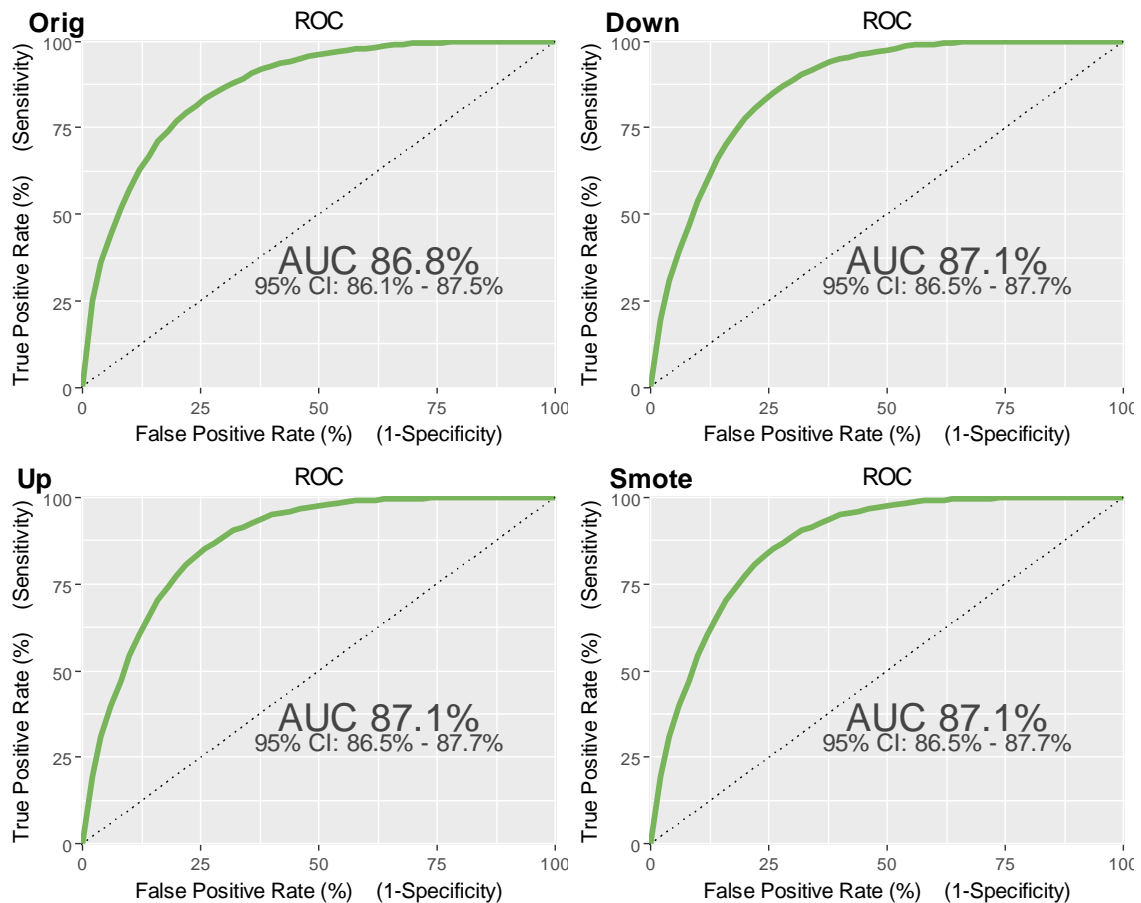 Orig
ROC
True Positive Rate (%) (Sensitivity)
100
75
50
25
0
AUC 86.8%
95% CI: 86.1% - 87.5%
0 25 50 75 100
False Positive Rate (%) (1-Specificity)
Down
ROC
True Positive Rate (%) (Sensitivity)
100
75
50
25
0
AUC 87.1%
95% CI: 86.5% - 87.7%
0 25 50 75 100
False Positive Rate (%) (1-Specificity)
Up
ROC
True Positive Rate (%) (Sensitivity)
100
75
50
25
0
AUC 87.1%
95% CI: 86.5% - 87.7%
0 25 50 75 100
False Positive Rate (%) (1-Specificity)
Smote
ROC
True Positive Rate (%) (Sensitivity)
100
75
50
25
0
AUC 87.1%
95% CI: 86.5% - 87.7%
0 25 50 75 100
False Positive Rate (%) (1-Specificity)